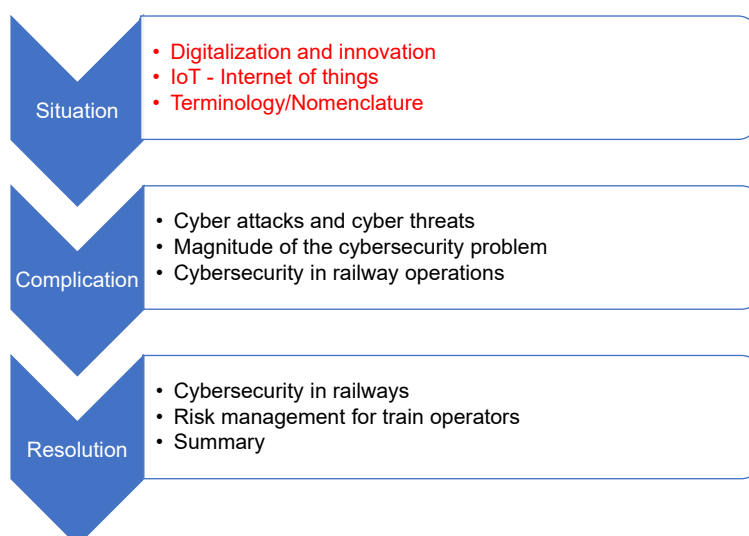 Situation
• Digitalization and innovation
• IoT - Internet of things
• Terminology/Nomenclature
Complication
• Cyber attacks and cyber threats
• Magnitude of the cybersecurity problem
• Cybersecurity in railway operations
Resolution
• Cybersecurity in railways
• Risk management for train operators
• Summary